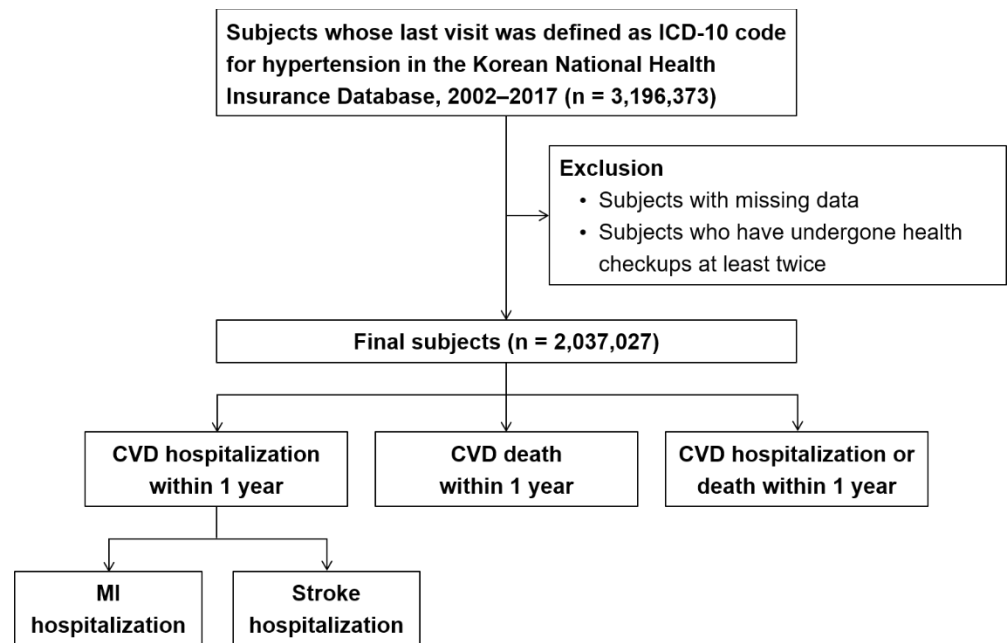 Subjects whose last visit was defined as ICD-10 code
for hypertension in the Korean National Health
Insurance Database, 2002–2017 (n = 3,196,373)
Exclusion
• Subjects with missing data
• Subjects who have undergone health
checkups at least twice
Final subjects (n = 2,037,027)
CVD hospitalization
within 1 year
CVD death
within 1 year
CVD hospitalization or
death within 1 year
MI
hospitalization
Stroke
hospitalization